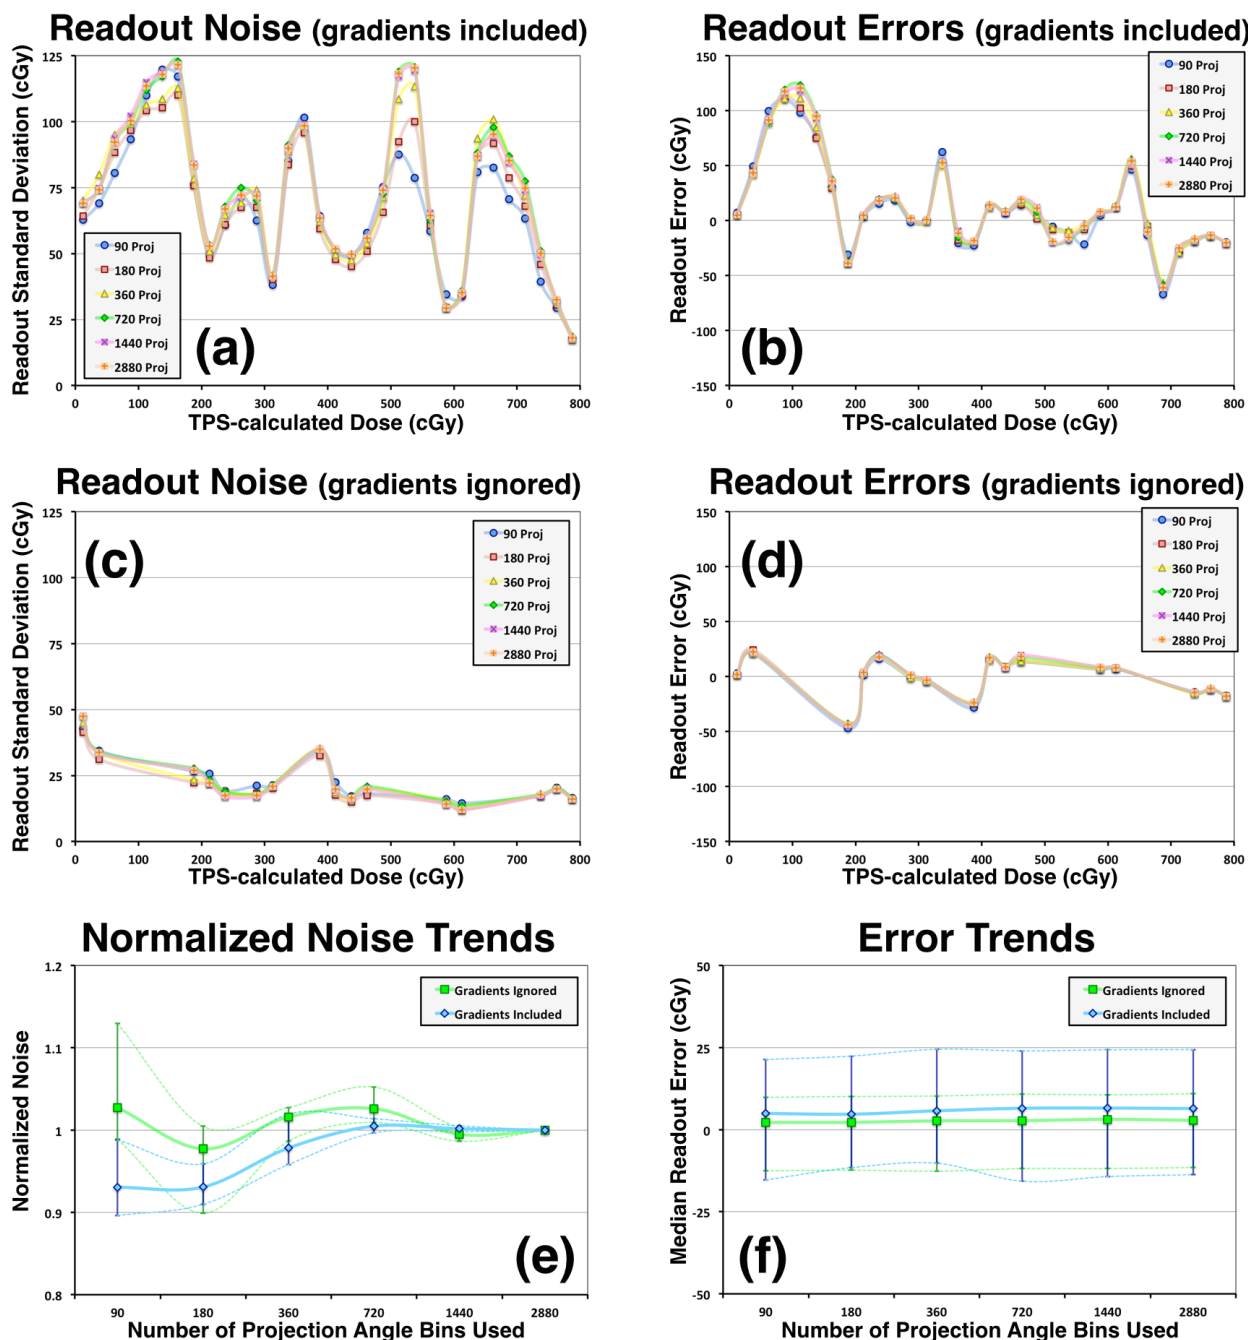 Readout Noise (gradients included)
Readout Standard Deviation (cGy)
125
100
75
50
25
0
90 Proj
180 Proj
360 Proj
720 Proj
1440 Proj
2880 Proj
(a)
0 100 200 300 400 500 600 700 800
TPS-calculated Dose (cGy)
Readout Errors (gradients included)
Readout Error (cGy)
150
100
50
0
-50
-100
-150
90 Proj
180 Proj
360 Proj
720 Proj
1440 Proj
2880 Proj
(b)
0 100 200 300 400 500 600 700 800
TPS-calculated Dose (cGy)
Readout Noise (gradients ignored)
Readout Standard Deviation (cGy)
125
100
75
50
25
0
(c)
90 Proj
180 Proj
360 Proj
720 Proj
1440 Proj
2880 Proj
0 100 200 300 400 500 600 700 800
TPS-calculated Dose (cGy)
Readout Errors (gradients ignored)
Readout Error (cGy)
150
100
50
0
-50
-100
-150
(d)
90 Proj
180 Proj
360 Proj
720 Proj
1440 Proj
2880 Proj
0 100 200 300 400 500 600 700 800
TPS-calculated Dose (cGy)
Normalized Noise Trends
Normalized Noise
1.2
1.1
1
0.9
0.8
Gradients Ignored
Gradients Included
(e)
90 180 360 720 1440 2880
Number of Projection Angle Bins Used
Error Trends
Median Readout Error (cGy)
50
25
0
-25
-50
Gradients Ignored
Gradients Included
(f)
90 180 360 720 1440 2880
Number of Projection Angle Bins Used